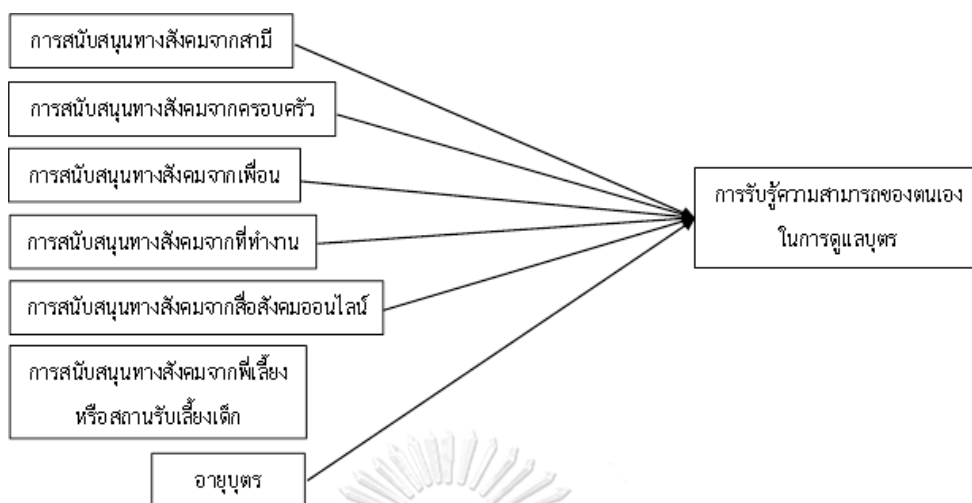 การสนับสนุนทางสังคมจากสามี
การสนับสนุนทางสังคมจากครอบครัว
การสนับสนุนทางสังคมจากเพื่อน
การสนับสนุนทางสังคมจากที่ทำงาน
การสนับสนุนทางสังคมจากสื่อสังคมออนไลน์
การสนับสนุนทางสังคมจากพี่เลี้ยง
หรือสถานรับเลี้ยงเด็ก
อายุบุตร
การรับรู้ความสามารถของตนเอง
ในการดูแลบุตร